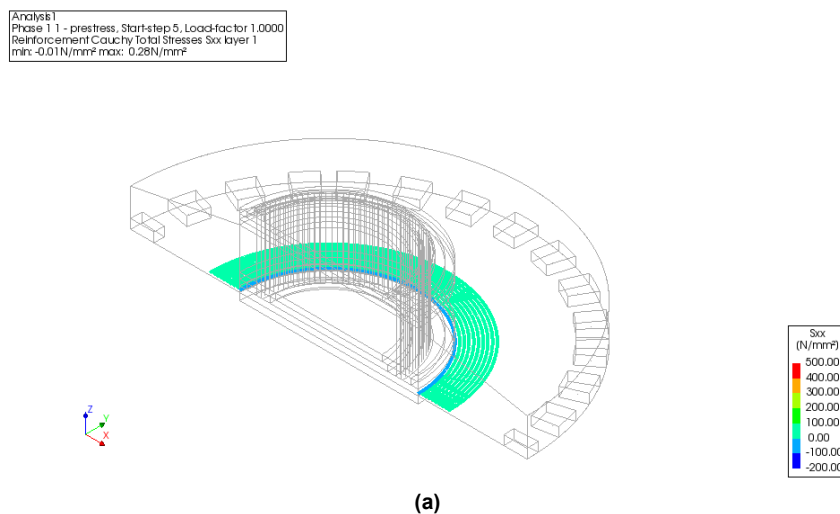 Analysis1
Phase 1 1 - prestress, Start-step 5, Load-factor 1.0000
Reinforcement Cauchy Total Stresses Sxx layer 1
min: -0.01N/mm² max: 0.28N/mm²
Sxx
(N/mm²)
500.00
400.00
300.00
200.00
100.00
0.00
-100.00
-200.00
Z
Y
X
(a)